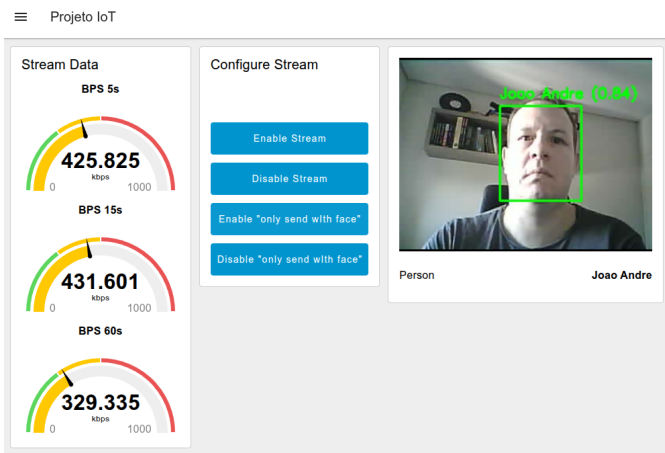 Projeto IoT
Stream Data
BPS 5s
425.825
kbps
0 1000
BPS 15s
431.601
kbps
0 1000
BPS 60s
329.335
kbps
0 1000
Configure Stream
Enable Stream
Disable Stream
Enable "only send with face"
Disable "only send with face"
Joao Andre (0.84)
Person Joao Andre